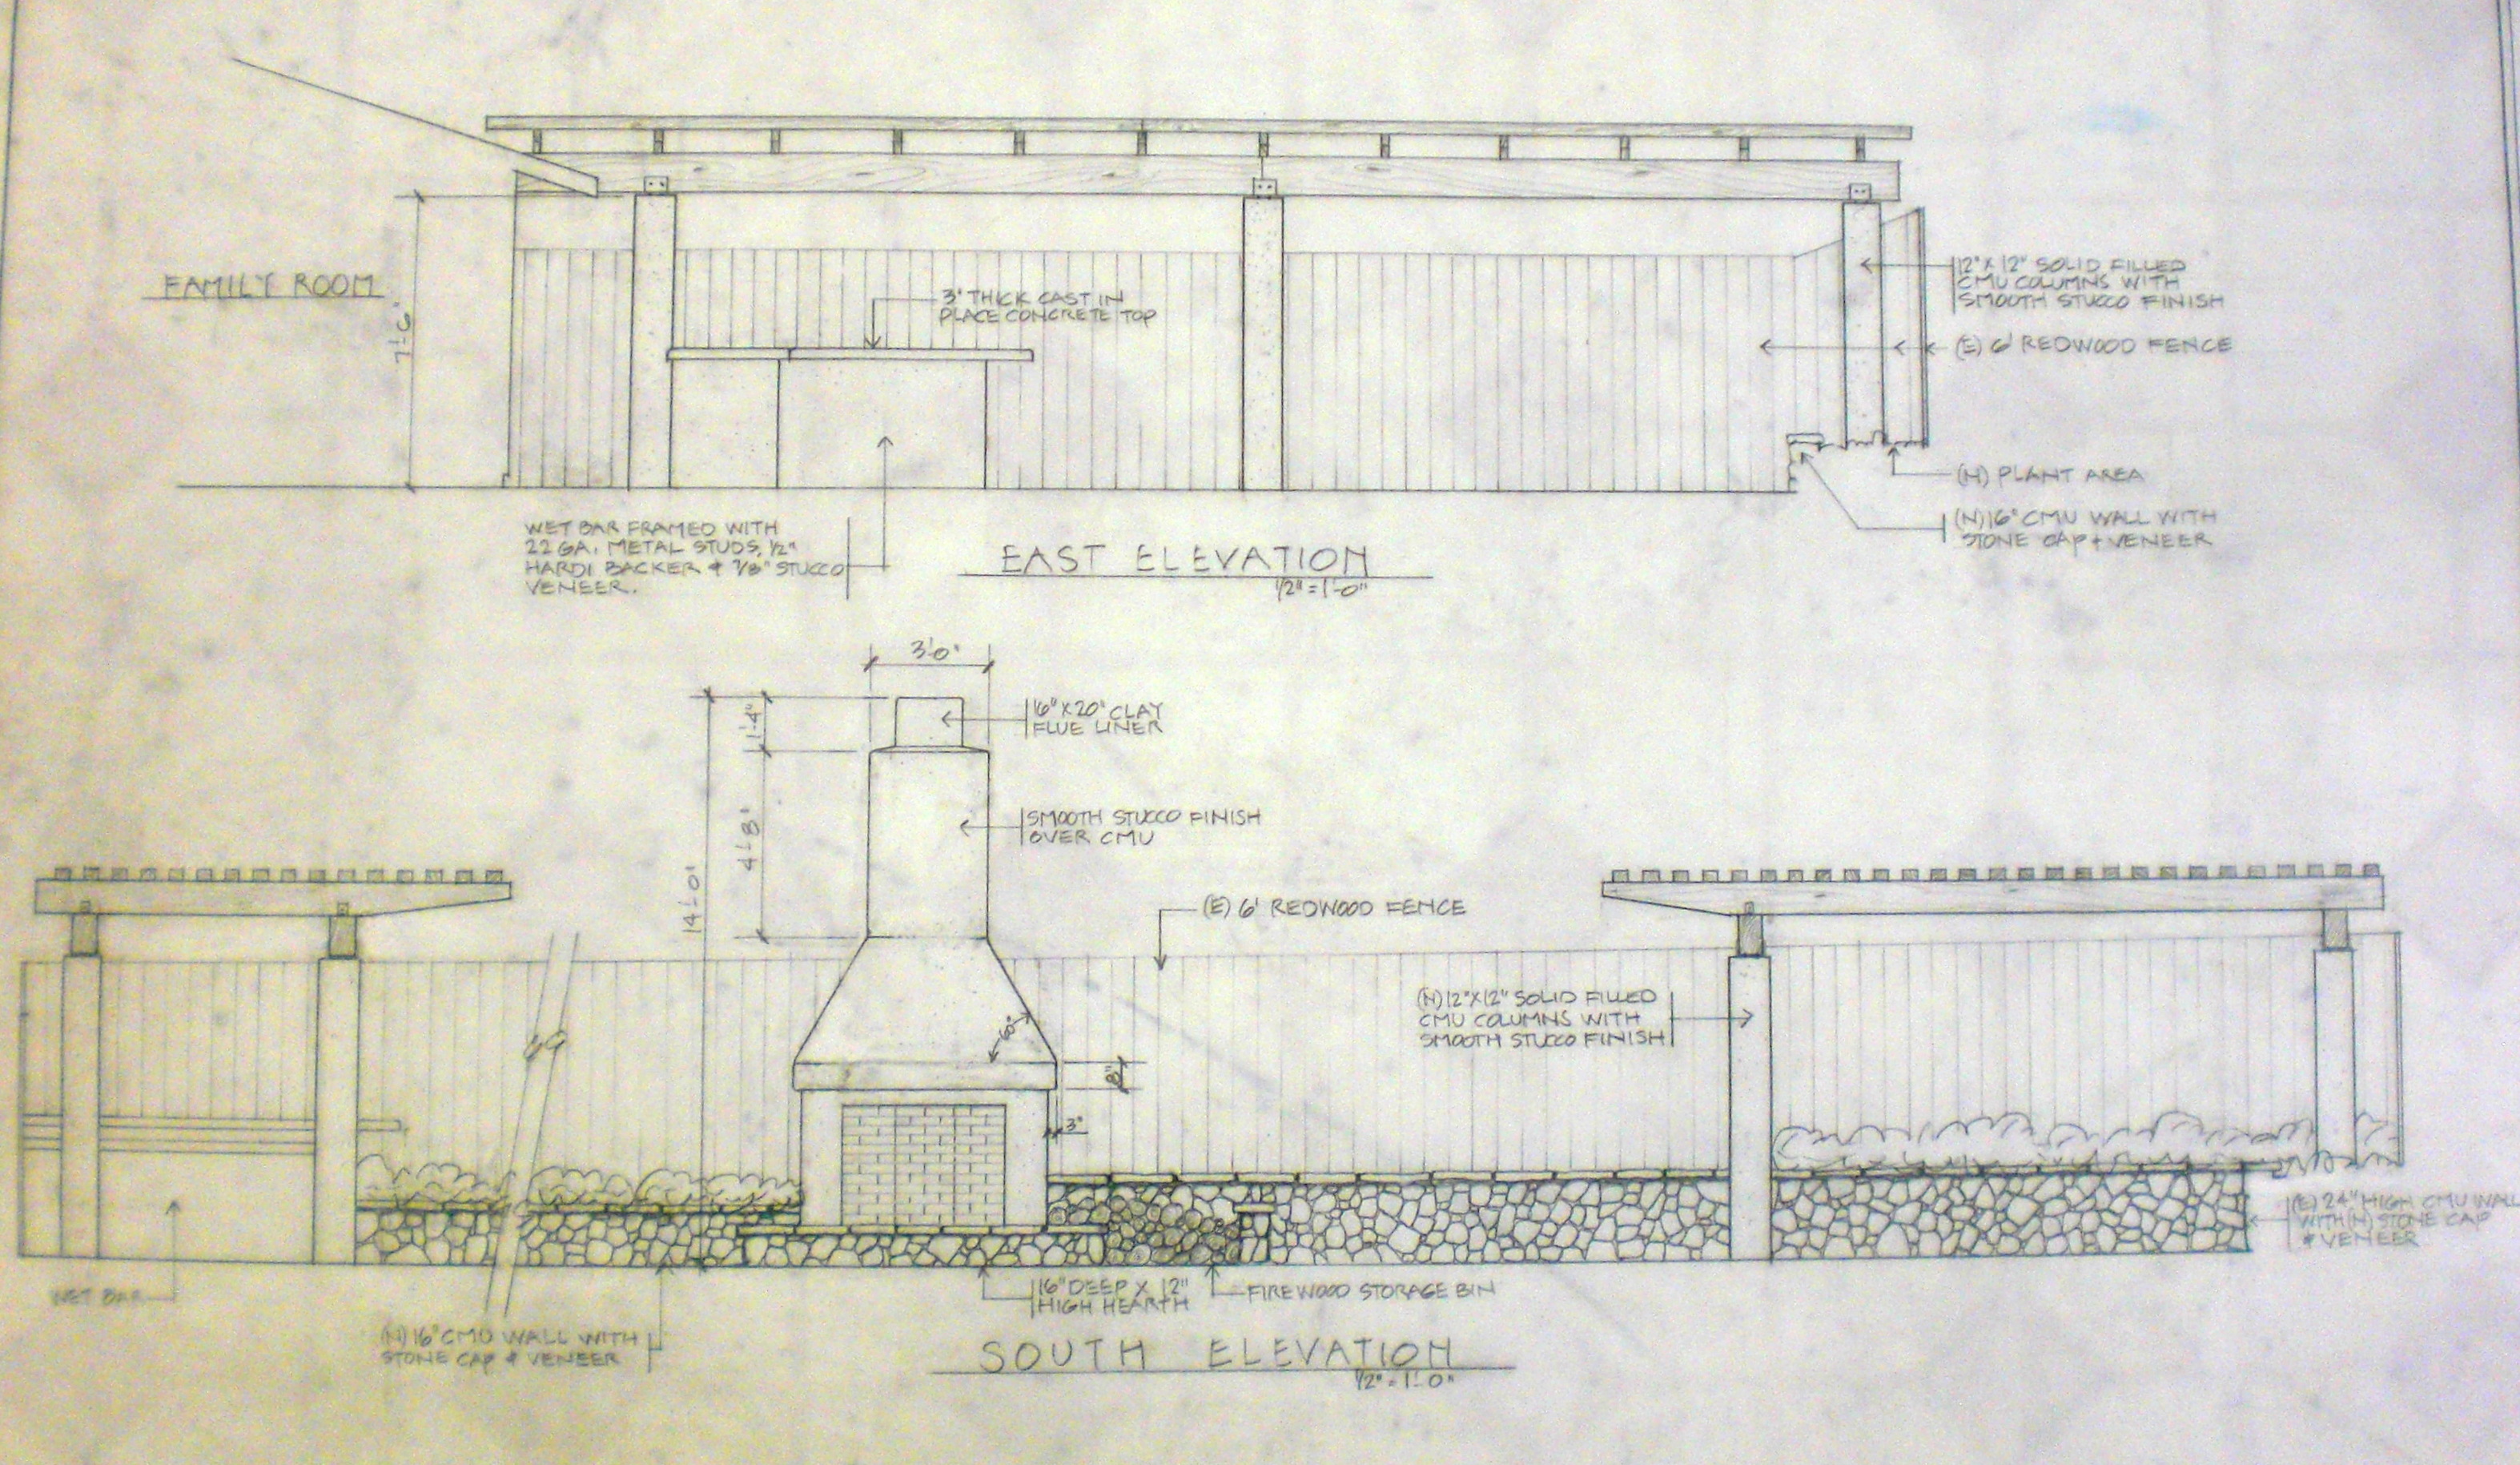 FAMILY ROOM
7'-6"
3" THICK CAST IN
PLACE CONCRETE TOP
12" X 12" SOLID FILLED
CMU COLUMNS WITH
SMOOTH STUCCO FINISH
(E) 6' REDWOOD FENCE
(N) PLANT AREA
(N) 16" CMU WALL WITH
STONE CAP + VENEER
WET BAR FRAMED WITH
22 GA. METAL STUDS, 1/2"
HARDI BACKER & 7/8" STUCCO
VENEER.
EAST ELEVATION
1/2" = 1'-0"
3'0"
1'-4"
16" X 20" CLAY
FLUE LINER
4'-8"
SMOOTH STUCCO FINISH
OVER CMU
14'-0"
(E) 6' REDWOOD FENCE
(N) 12" X 12" SOLID FILLED
CMU COLUMNS WITH
SMOOTH STUCCO FINISH
60°
8"
3"
(E) 24" HIGH CMU WALL
WITH (N) STONE CAP
& VENEER
WET BAR
16" DEEP X 12"
HIGH HEARTH
FIREWOOD STORAGE BIN
(N) 16" CMU WALL WITH
STONE CAP & VENEER
SOUTH ELEVATION
1/2" = 1'-0"